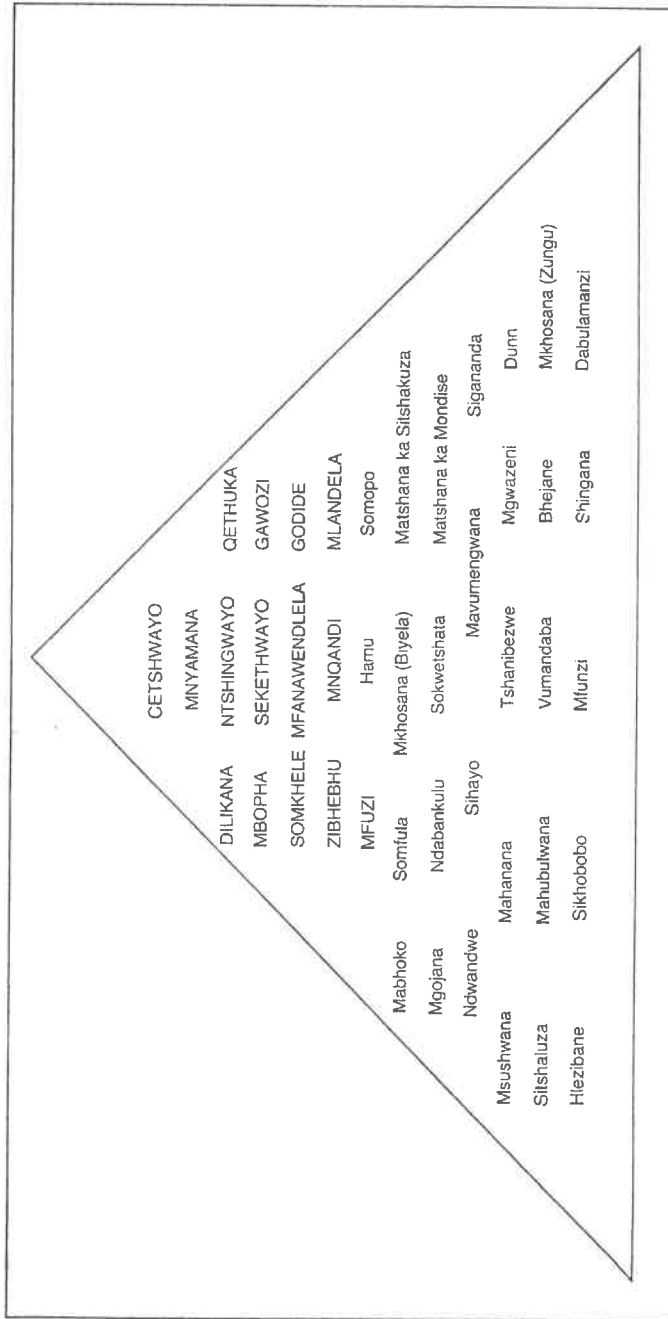 CETSHWAYO
MNYAMANA
DILIKANA NTSHINGWAYO QETHUKA
MBOPHA SEKETHWAYO GAWOZI
SOMKHELE MFANAWENDLELA GODIDE
ZIBHEBHU MNQANDI MLANDELA
MFUZI Hamu Somopo
Mabhoko Somfula Mkhosana (Biyela) Matshana ka Sitshakuza
Mgojana Ndabankulu Sokwetshata Matshana ka Mondise
Ndwandwe Sihayo Mavumengwana Sigananda
Msushwana Mahanana Tshanibezwe Mgwazeni Dunn
Sitshaluza Mahubulwana Vumandaba Bhejane Mkhosana (Zungu)
Hlezibane Sikhobobo Mfunzi Shingana Dabulamanzi